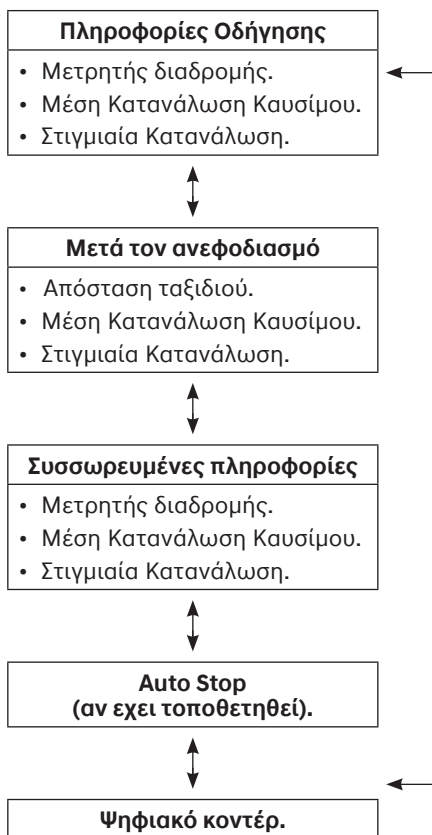 Πληροφορίες Οδήγησης
• Μετρητής διαδρομής.
• Μέση Κατανάλωση Καυσίμου.
• Στιγμιαία Κατανάλωση.
Μετά τον ανεφοδιασμό
• Απόσταση ταξιδιού.
• Μέση Κατανάλωση Καυσίμου.
• Στιγμιαία Κατανάλωση.
Συσσωρευμένες πληροφορίες
• Μετρητής διαδρομής.
• Μέση Κατανάλωση Καυσίμου.
• Στιγμιαία Κατανάλωση.
Auto Stop
(αν εχει τοποθετηθεί).
Ψηφιακό κοντέρ.